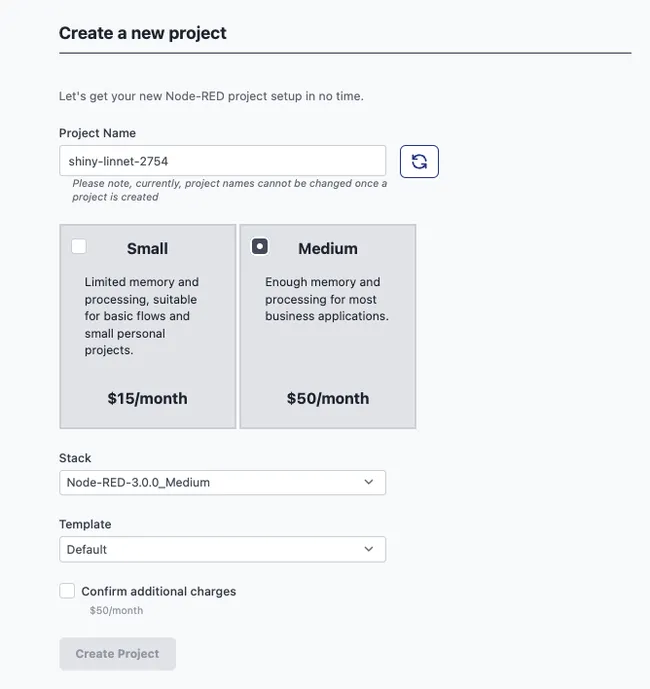 Create a new project
Let's get your new Node-RED project setup in no time.
Project Name
shiny-linnet-2754
Please note, currently, project names cannot be changed once a
project is created
Small
Limited memory and
processing, suitable
for basic flows and
small personal
projects.
$15/month
Medium
Enough memory and
processing for most
business applications.
$50/month
Stack
Node-RED-3.0.0_Medium
Template
Default
Confirm additional charges
$50/month
Create Project